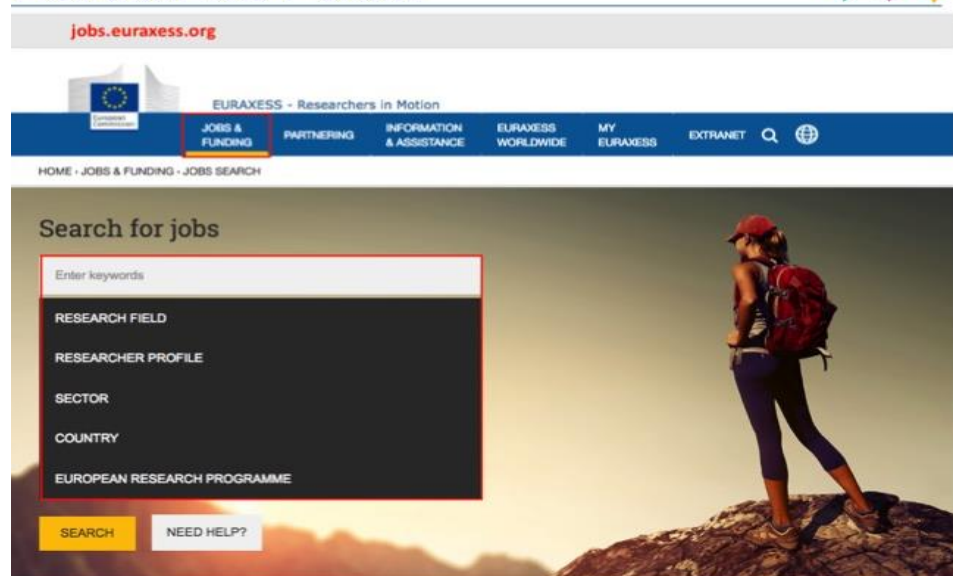 jobs.euraxess.org
European
Commission
EURAXESS - Researchers in Motion
JOBS &
FUNDING
PARTNERING
INFORMATION
& ASSISTANCE
EURAXESS
WORLDWIDE
MY
EURAXESS
EXTRANET
HOME › JOBS & FUNDING › JOBS SEARCH
Search for jobs
Enter keywords
RESEARCH FIELD
RESEARCHER PROFILE
SECTOR
COUNTRY
EUROPEAN RESEARCH PROGRAMME
SEARCH
NEED HELP?